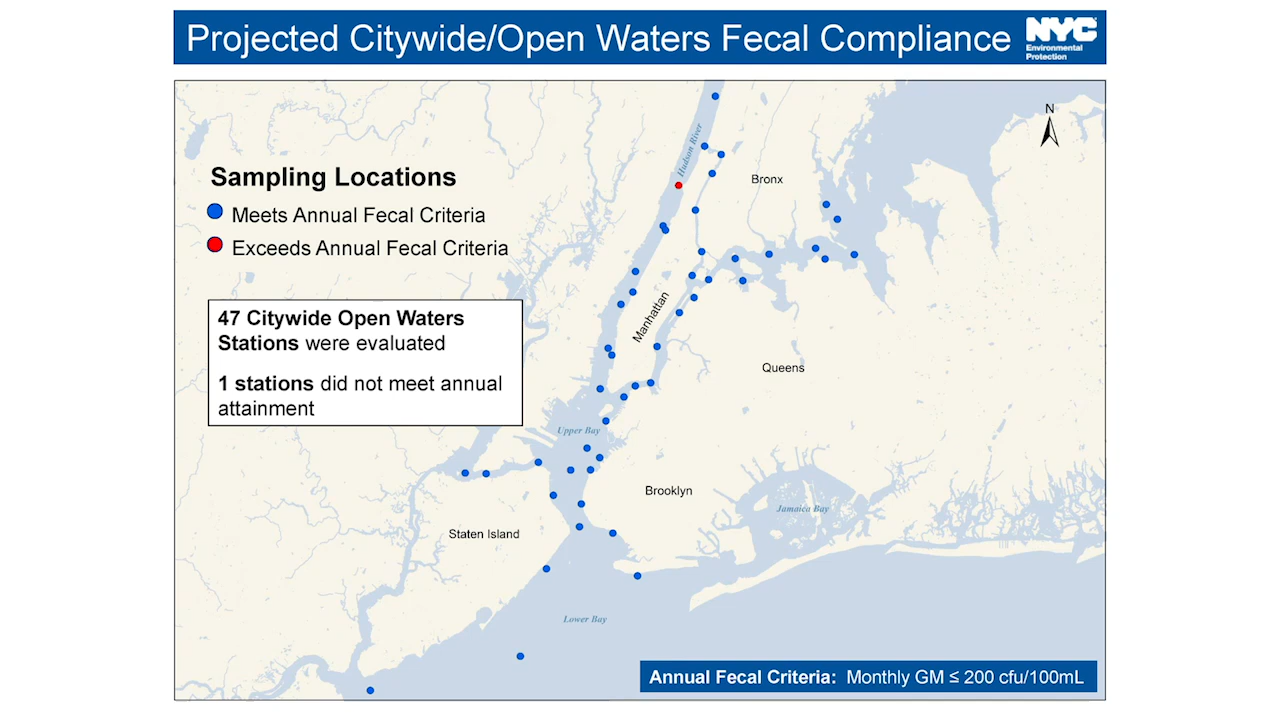 Projected Citywide/Open Waters Fecal Compliance
NYC
Environmental
Protection
N
Hudson River
Bronx
Sampling Locations
Meets Annual Fecal Criteria
Exceeds Annual Fecal Criteria
47 Citywide Open Waters
Stations were evaluated
1 stations did not meet annual
attainment
Manhattan
Queens
Upper Bay
Brooklyn
Jamaica Bay
Staten Island
Lower Bay
Annual Fecal Criteria: Monthly GM ≤ 200 cfu/100mL